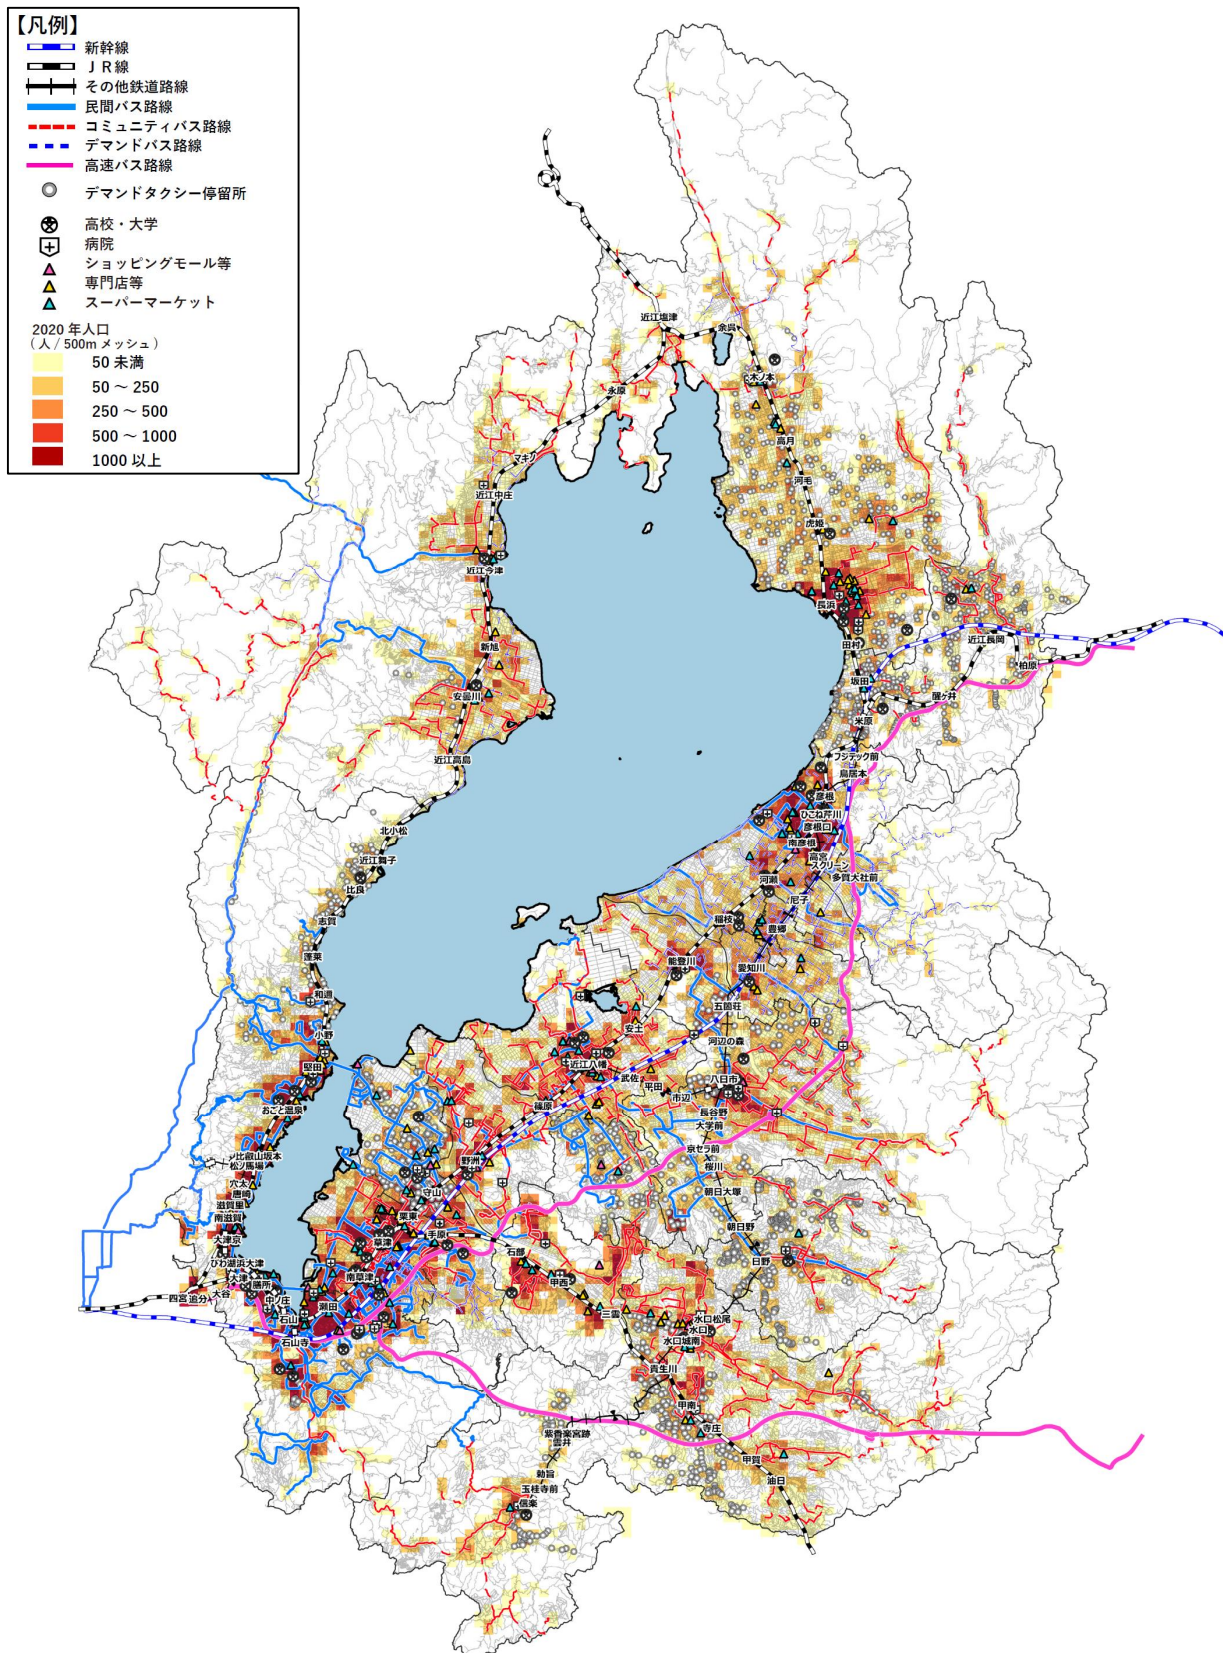 【凡例】
新幹線
ＪＲ線
その他鉄道路線
民間バス路線
コミュニティバス路線
デマンドバス路線
高速バス路線
デマンドタクシー停留所
高校・大学
病院
ショッピングモール等
専門店等
スーパーマーケット
2020 年人口
（人 / 500m メッシュ）
50 未満
50 ～ 250
250 ～ 500
500 ～ 1000
1000 以上
近江塩津
余呉
木ノ本
永原
高月
マキノ
河毛
近江中庄
虎姫
近江今津
長浜
新旭
田村
近江長岡
柏原
坂田
安曇川
醒ヶ井
米原
近江高島
フジテック前
鳥居本
彦根
ひこね芹川
彦根口
北小松
南彦根
近江舞子
高宮
スクリーン
多賀大社前
河瀬
比良
尼子
稲枝
志賀
豊郷
蓬莱
能登川
愛知川
和邇
五箇荘
小野
安土
河辺の森
堅田
近江八幡
武佐
八日市
平田
市辺
おごと温泉
篠原
長谷野
大学前
比叡山坂本
松ノ馬場
野洲
京セラ前
桜川
穴太
唐崎
守山
朝日大塚
滋賀里
南滋賀
栗東
朝日野
大津京
草津
手原
石部
日野
びわ湖浜大津
大津
膳所
南草津
甲西
四宮
追分
大谷
中ノ庄
瀬田
三雲
石山
水口松尾
水口
石山寺
水口城南
貴生川
甲南
寺庄
紫香楽宮跡
雲井
甲賀
勅旨
油日
玉桂寺前
信楽